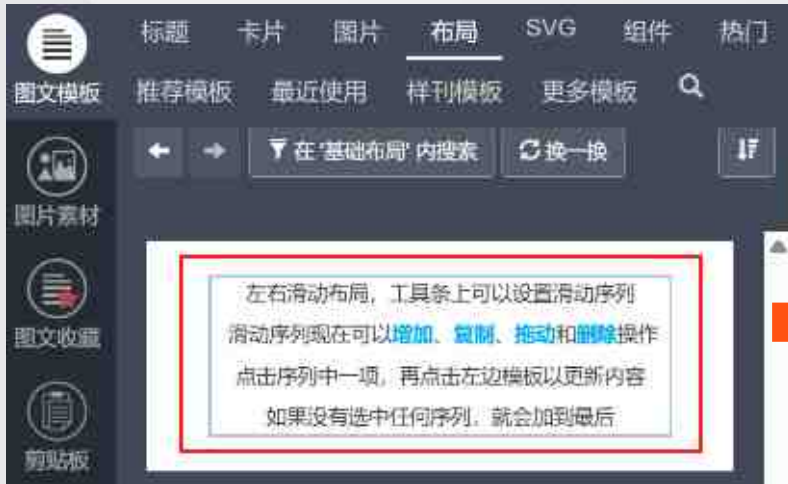 标题 卡片 图片 布局 SVG 组件 热门
图文模板 推荐模板 最近使用 样刊模板 更多模板
在'基础布局'内搜索 换一换
图片素材
图文收藏
剪贴板
左右滑动布局，工具条上可以设置滑动序列
滑动序列现在可以增加、复制、拖动和删除操作
点击序列中一项，再点击左边模板以更新内容
如果没有选中任何序列，就会加到最后